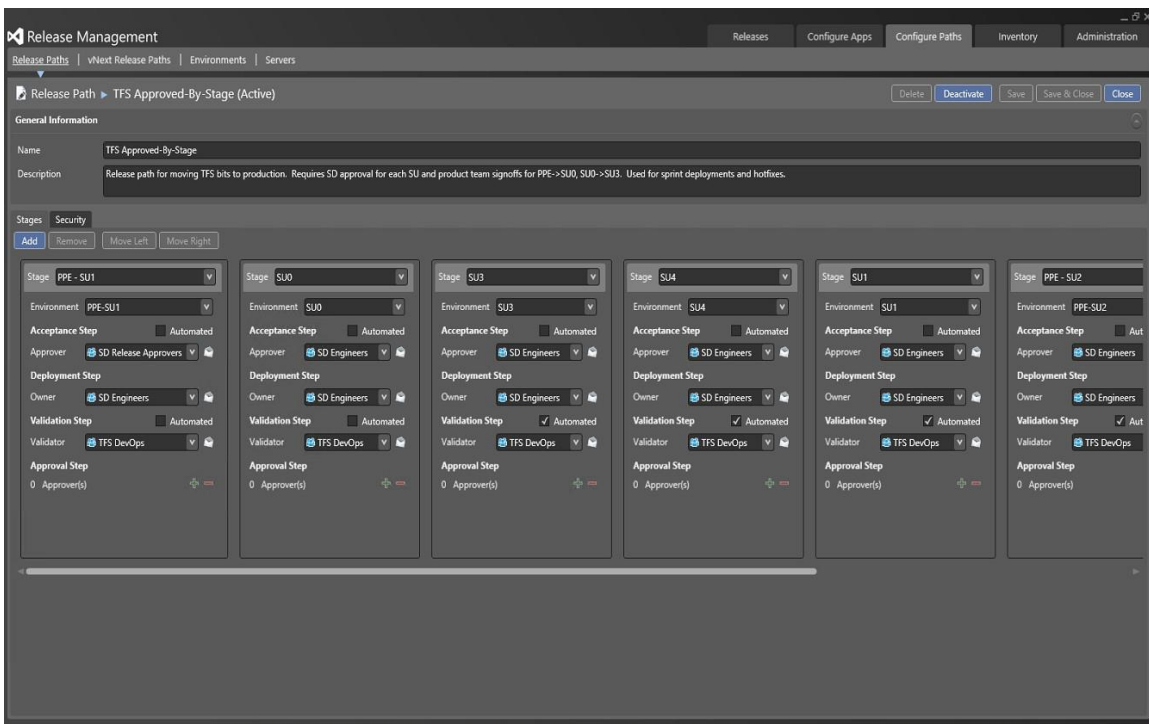 Release Management
Releases Configure Apps Configure Paths Inventory Administration
Release Paths | vNext Release Paths | Environments | Servers
Release Path ▶ TFS Approved-By-Stage (Active)
Delete Deactivate Save Save & Close Close
General Information
Name TFS Approved-By-Stage
Description Release path for moving TFS bits to production. Requires SD approval for each SU and product team signoffs for PPE->SU0, SU0->SU3. Used for sprint deployments and hotfixes.
Stages Security
Add Remove Move Left Move Right
Stage PPE - SU1
Environment PPE-SU1
Acceptance Step Automated
Approver SD Release Approvers
Deployment Step
Owner SD Engineers
Validation Step Automated
Validator TFS DevOps
Approval Step
0 Approver(s)
Stage SU0
Environment SU0
Acceptance Step Automated
Approver SD Engineers
Deployment Step
Owner SD Engineers
Validation Step Automated
Validator TFS DevOps
Approval Step
0 Approver(s)
Stage SU3
Environment SU3
Acceptance Step Automated
Approver SD Engineers
Deployment Step
Owner SD Engineers
Validation Step Automated
Validator TFS DevOps
Approval Step
0 Approver(s)
Stage SU4
Environment SU4
Acceptance Step Automated
Approver SD Engineers
Deployment Step
Owner SD Engineers
Validation Step Automated
Validator TFS DevOps
Approval Step
0 Approver(s)
Stage SU1
Environment SU1
Acceptance Step Automated
Approver SD Engineers
Deployment Step
Owner SD Engineers
Validation Step Automated
Validator TFS DevOps
Approval Step
0 Approver(s)
Stage PPE - SU2
Environment PPE-SU2
Acceptance Step Aut
Approver SD Engineers
Deployment Step
Owner SD Engineers
Validation Step Aut
Validator TFS DevOps
Approval Step
0 Approver(s)